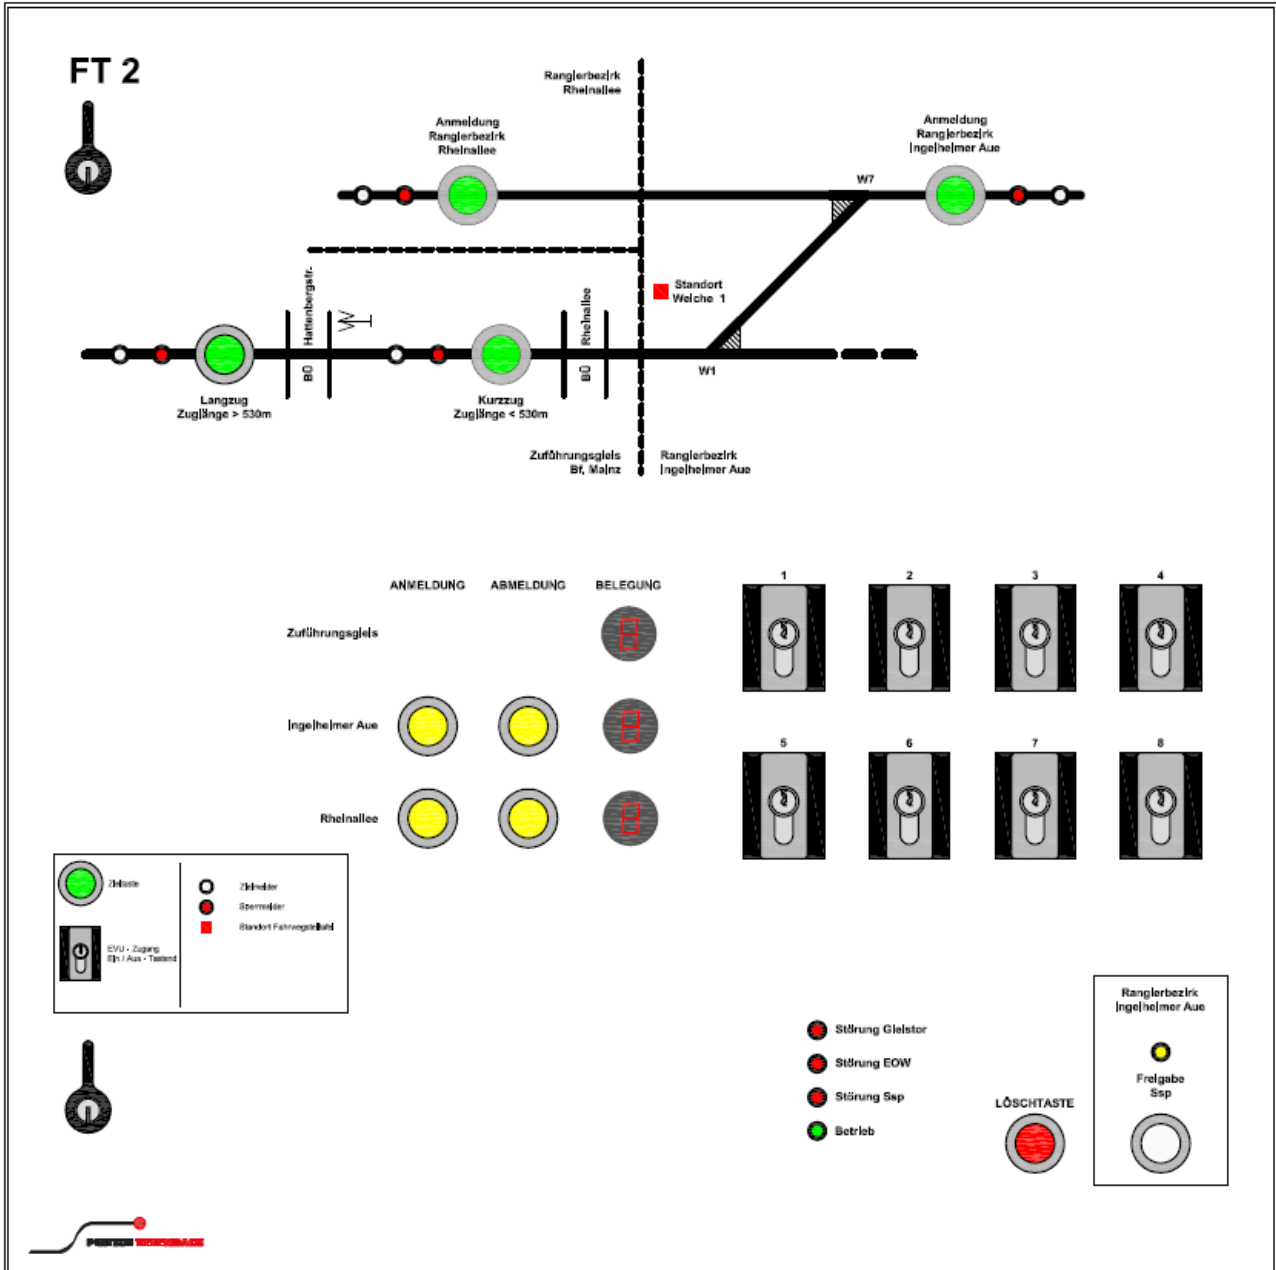 FT 2
Rangierbezirk
Rheinallee
Anmeldung
Rangierbezirk
Rheinallee
Anmeldung
Rangierbezirk
Ingelheimer Aue
W7
Hattenbergstr.
BÜ
Rheinallee
BÜ
Standort
Weiche 1
W1
Langzug
Zuglänge > 530m
Kurzzug
Zuglänge < 530m
Zuführungsgleis
Bf. Mainz
Rangierbezirk
Ingelheimer Aue
ANMELDUNG ABMELDUNG BELEGUNG
Zuführungsgleis
Ingelheimer Aue
Rheinallee
1 2 3 4
5 6 7 8
Zieltaste
EVU - Zugang
Ein / Aus - Tastend
Zielmelder
Sperrmelder
Standort Fahrwegstelltafel
Störung Gleistor
Störung EOW
Störung Ssp
Betrieb
LÖSCHTASTE
Rangierbezirk
Ingelheimer Aue
Freigabe
Ssp